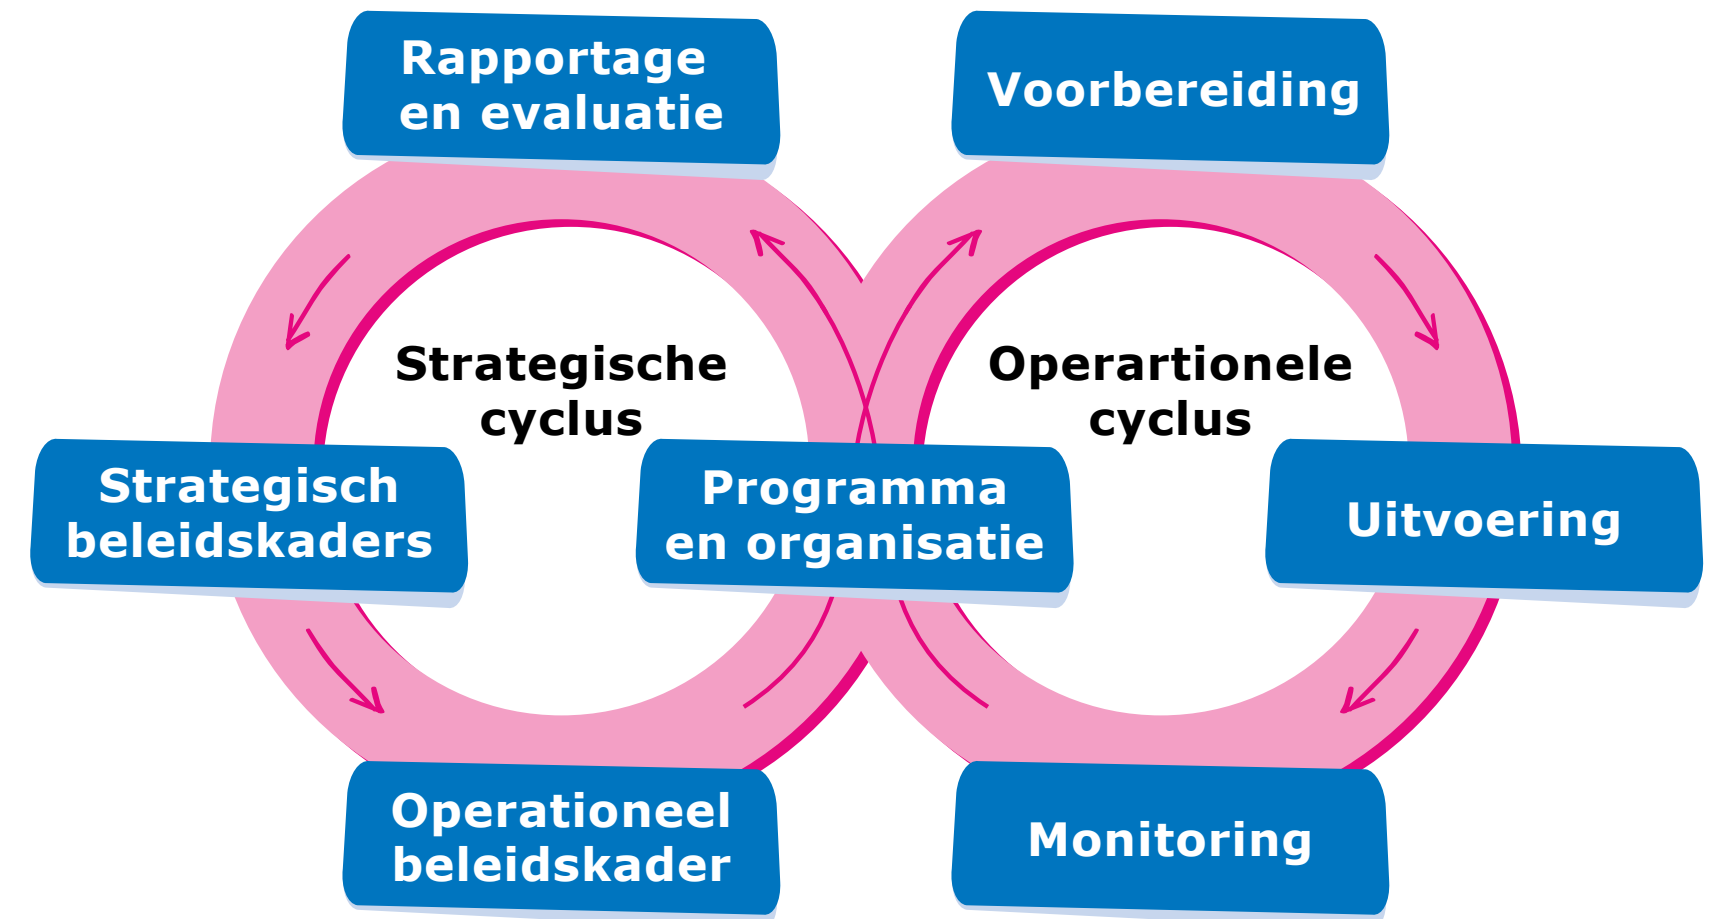 Rapportage
en evaluatie
Voorbereiding
Strategische
cyclus
Operartionele
cyclus
Strategisch
beleidskaders
Programma
en organisatie
Uitvoering
Operationeel
beleidskader
Monitoring